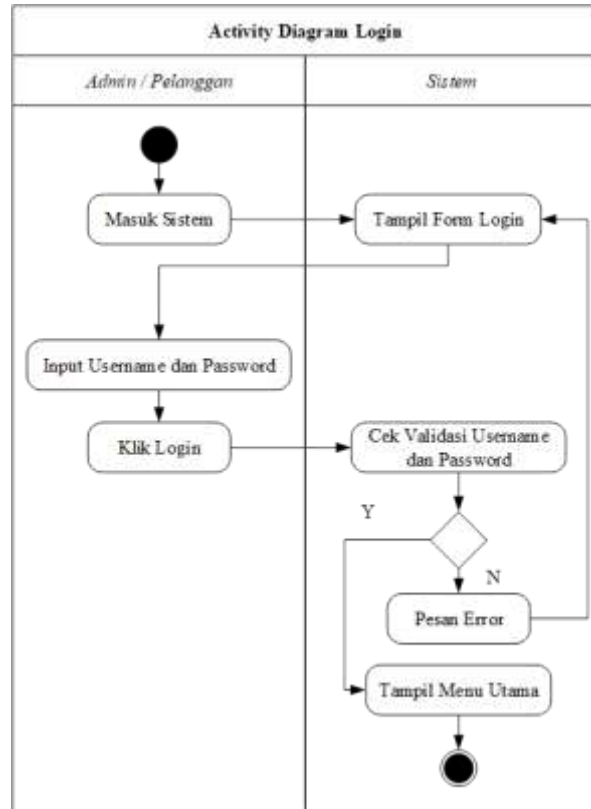 Activity Diagram Login
Admin / Pelanggan
Sistem
Masuk Sistem
Tampil Form Login
Input Username dan Password
Klik Login
Cek Validasi Username
dan Password
Y
N
Pesan Error
Tampil Menu Utama